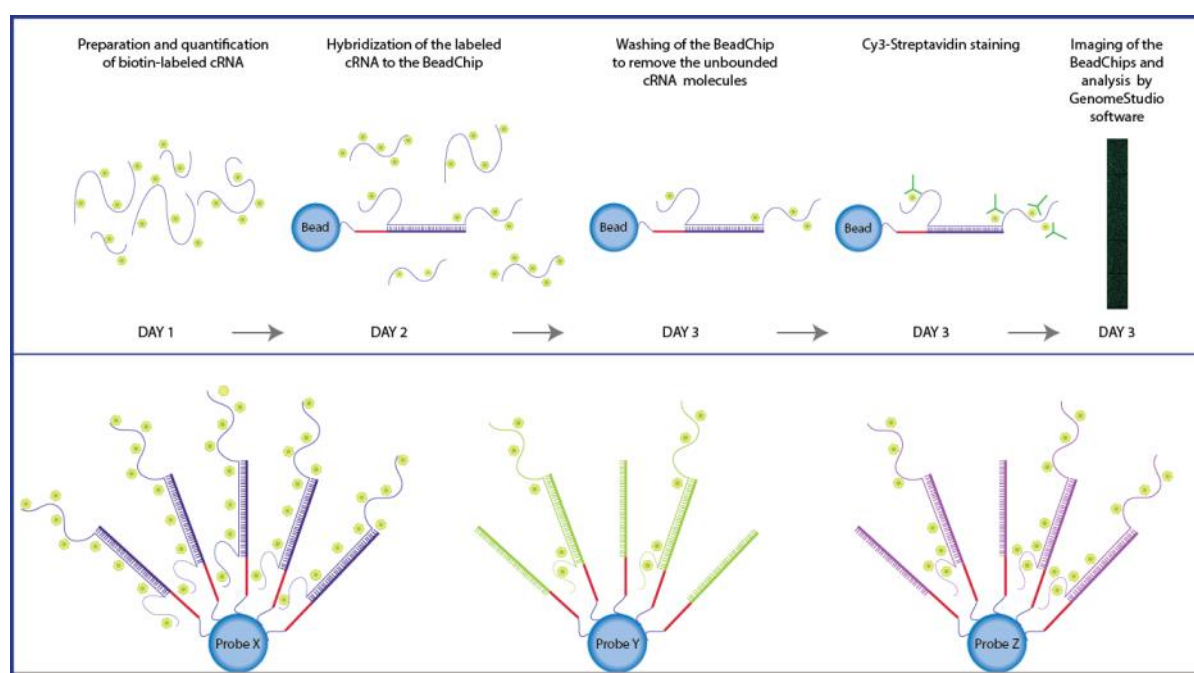 Preparation and quantification
of biotin-labeled cRNA
Hybridization of the labeled
cRNA to the BeadChip
Washing of the BeadChip
to remove the unbounded
cRNA molecules
Cy3-Streptavidin staining
Imaging of the
BeadChips and
analysis by
GenomeStudio
software
Bead
Bead
Bead
DAY 1
DAY 2
DAY 3
DAY 3
DAY 3
Probe X
Probe Y
Probe Z